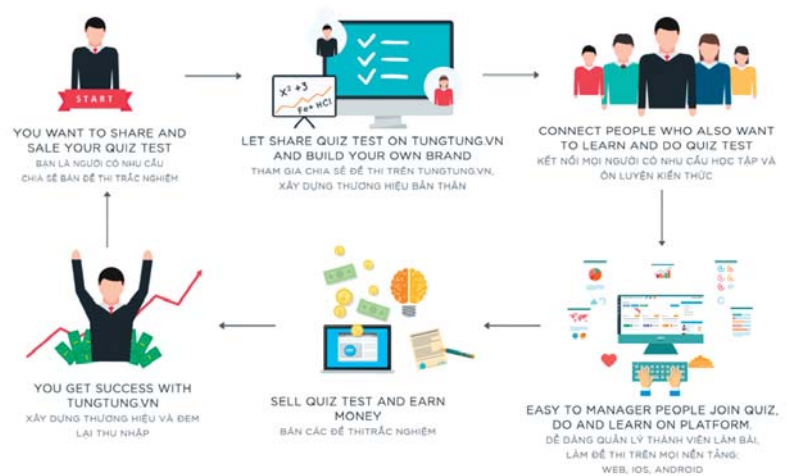 START
YOU WANT TO SHARE AND
SALE YOUR QUIZ TEST
BẠN LÀ NGƯỜI CÓ NHU CẦU
CHIA SẺ BÁN ĐỀ THI TRẮC NGHIỆM
X² +3
Fe+ HCl
LET SHARE QUIZ TEST ON TUNGTUNG.VN
AND BUILD YOUR OWN BRAND
THAM GIA CHIA SẺ ĐỀ THI TRÊN TUNGTUNG.VN,
XÂY DỰNG THƯƠNG HIỆU BẢN THÂN
CONNECT PEOPLE WHO ALSO WANT
TO LEARN AND DO QUIZ TEST
KẾT NỐI MỌI NGƯỜI CÓ NHU CẦU HỌC TẬP VÀ
ÔN LUYỆN KIẾN THỨC
EASY TO MANAGER PEOPLE JOIN QUIZ,
DO AND LEARN ON PLATFORM.
DỄ DÀNG QUẢN LÝ THÀNH VIÊN LÀM BÀI,
LÀM ĐỀ THI TRÊN MỌI NỀN TẢNG:
WEB, IOS, ANDROID
SELL QUIZ TEST AND EARN
MONEY
BÁN CÁC ĐỀ THITRẮC NGHIỆM
YOU GET SUCCESS WITH
TUNGTUNG.VN
XÂY DỰNG THƯƠNG HIỆU VÀ ĐEM
LẠI THU NHẬP